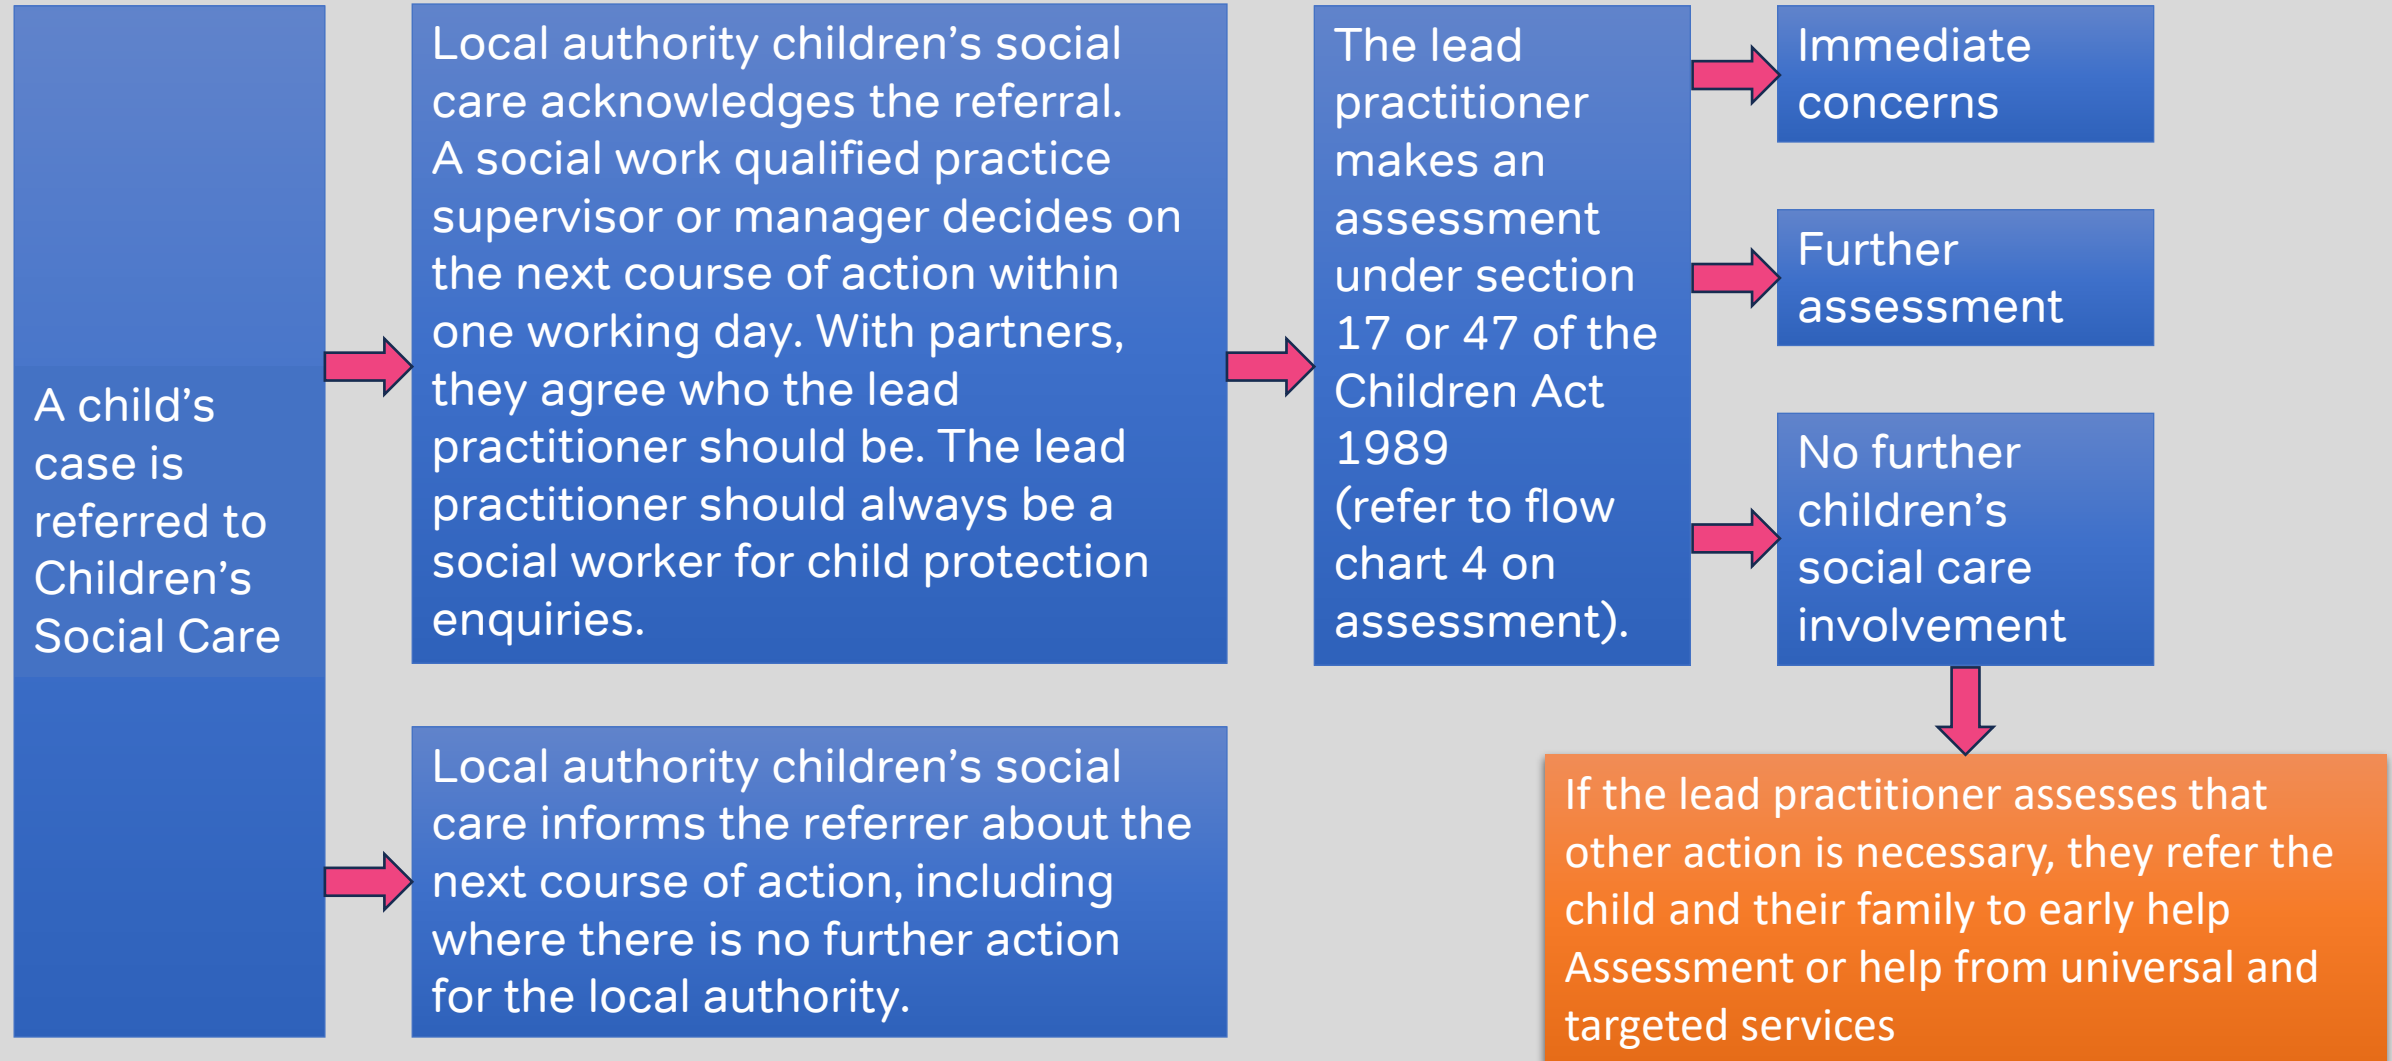 A child's
case is
referred to
Children's
Social Care
Local authority children's social
care acknowledges the referral.
A social work qualified practice
supervisor or manager decides on
the next course of action within
one working day. With partners,
they agree who the lead
practitioner should be. The lead
practitioner should always be a
social worker for child protection
enquiries.
Local authority children's social
care informs the referrer about the
next course of action, including
where there is no further action
for the local authority.
The lead
practitioner
makes an
assessment
under section
17 or 47 of the
Children Act
1989
(refer to flow
chart 4 on
assessment).
Immediate
concerns
Further
assessment
No further
children's
social care
involvement
If the lead practitioner assesses that
other action is necessary, they refer the
child and their family to early help
Assessment or help from universal and
targeted services